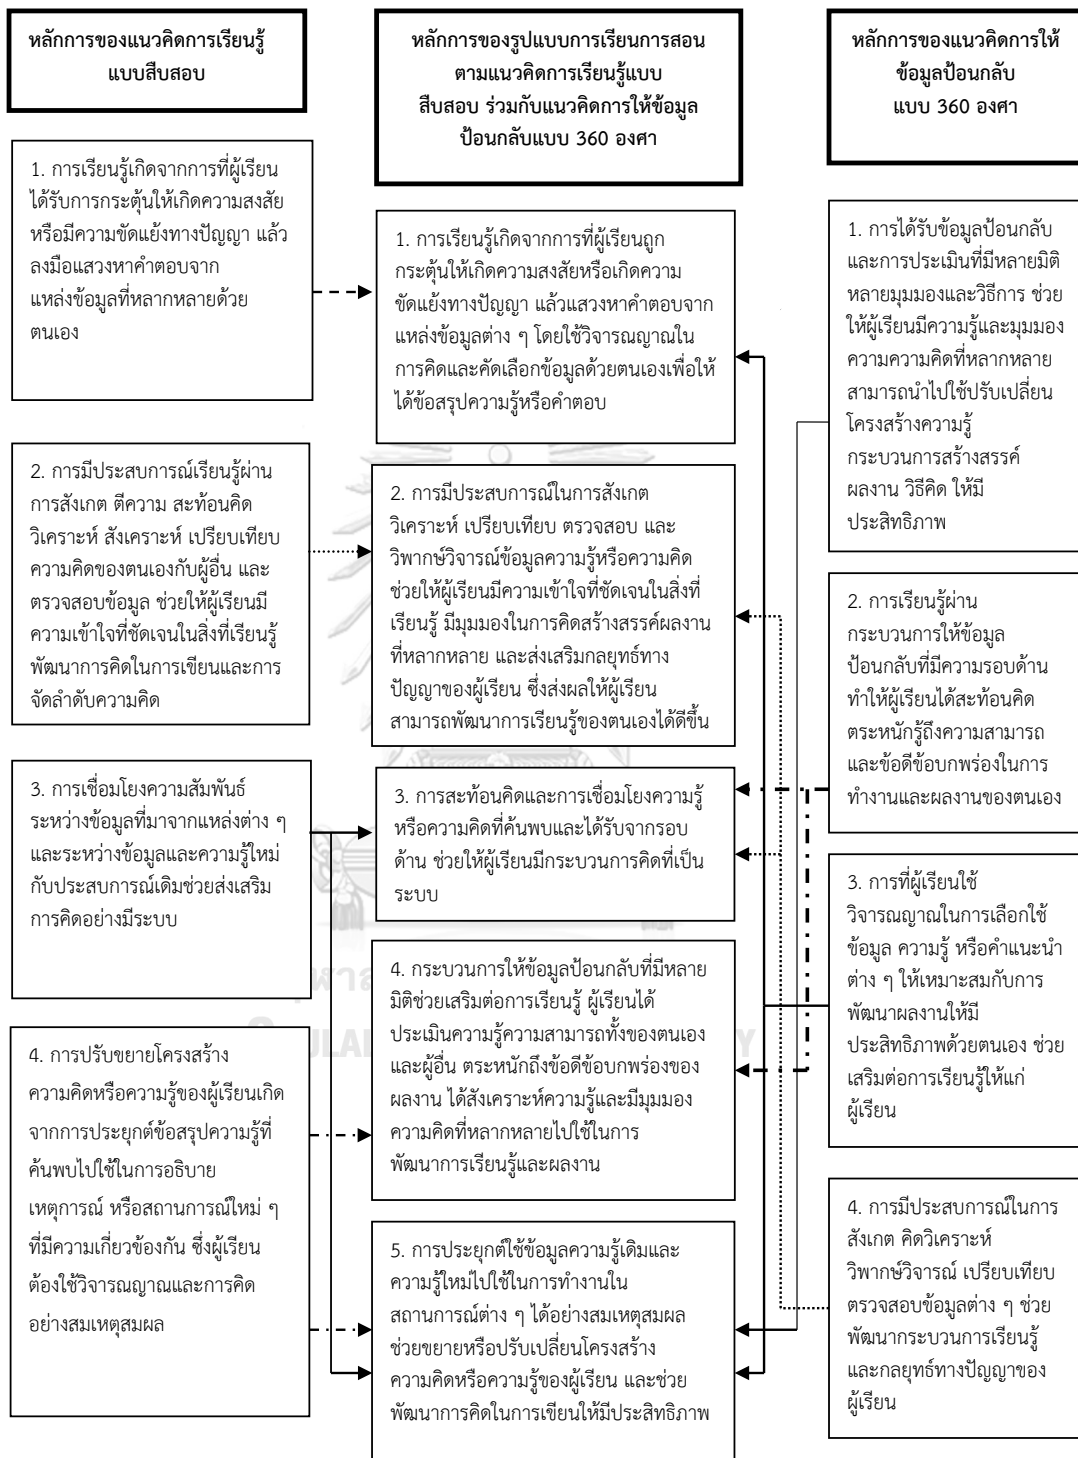 หลักการของแนวคิดการเรียนรู้
แบบสืบสอบ
1. การเรียนรู้เกิดจากการที่ผู้เรียน
ได้รับการกระตุ้นให้เกิดความสงสัย
หรือมีความขัดแย้งทางปัญญา แล้ว
ลงมือแสวงหาคำตอบจาก
แหล่งข้อมูลที่หลากหลายด้วย
ตนเอง
2. การมีประสบการณ์เรียนรู้ผ่าน
การสังเกต ตีความ สะท้อนคิด
วิเคราะห์ สังเคราะห์ เปรียบเทียบ
ความคิดของตนเองกับผู้อื่น และ
ตรวจสอบข้อมูล ช่วยให้ผู้เรียนมี
ความเข้าใจที่ชัดเจนในสิ่งที่เรียนรู้
พัฒนาการคิดในการเขียนและการ
จัดลำดับความคิด
3. การเชื่อมโยงความสัมพันธ์
ระหว่างข้อมูลที่มาจากแหล่งต่าง ๆ
และระหว่างข้อมูลและความรู้ใหม่
กับประสบการณ์เดิมช่วยส่งเสริม
การคิดอย่างมีระบบ
4. การปรับขยายโครงสร้าง
ความคิดหรือความรู้ของผู้เรียนเกิด
จากการประยุกต์ข้อสรุปความรู้ที่
ค้นพบไปใช้ในการอธิบาย
เหตุการณ์ หรือสถานการณ์ใหม่ ๆ
ที่มีความเกี่ยวข้องกัน ซึ่งผู้เรียน
ต้องใช้วิจารณญาณและการคิด
อย่างสมเหตุสมผล
หลักการของรูปแบบการเรียนการสอน
ตามแนวคิดการเรียนรู้แบบ
สืบสอบ ร่วมกับแนวคิดการให้ข้อมูล
ป้อนกลับแบบ 360 องศา
1. การเรียนรู้เกิดจากการที่ผู้เรียนถูก
กระตุ้นให้เกิดความสงสัยหรือเกิดความ
ขัดแย้งทางปัญญา แล้วแสวงหาคำตอบจาก
แหล่งข้อมูลต่าง ๆ โดยใช้วิจารณญาณใน
การคิดและคัดเลือกข้อมูลด้วยตนเองเพื่อให้
ได้ข้อสรุปความรู้หรือคำตอบ
2. การมีประสบการณ์ในการสังเกต
วิเคราะห์ เปรียบเทียบ ตรวจสอบ และ
วิพากษ์วิจารณ์ข้อมูลความรู้หรือความคิด
ช่วยให้ผู้เรียนมีความเข้าใจที่ชัดเจนในสิ่งที่
เรียนรู้ มีมุมมองในการคิดสร้างสรรค์ผลงาน
ที่หลากหลาย และส่งเสริมกลยุทธ์ทาง
ปัญญาของผู้เรียน ซึ่งส่งผลให้ผู้เรียน
สามารถพัฒนาการเรียนรู้ของตนเองได้ดีขึ้น
3. การสะท้อนคิดและการเชื่อมโยงความรู้
หรือความคิดที่ค้นพบและได้รับจากรอบ
ด้าน ช่วยให้ผู้เรียนมีกระบวนการคิดที่เป็น
ระบบ
4. กระบวนการให้ข้อมูลป้อนกลับที่มีหลาย
มิติช่วยเสริมต่อการเรียนรู้ ผู้เรียนได้
ประเมินความรู้ความสามารถทั้งของตนเอง
และผู้อื่น ตระหนักถึงข้อดีข้อบกพร่องของ
ผลงาน ได้สังเคราะห์ความรู้และมีมุมมอง
ความคิดที่หลากหลายไปใช้ในการ
พัฒนาการเรียนรู้และผลงาน
5. การประยุกต์ใช้ข้อมูลความรู้เดิมและ
ความรู้ใหม่ไปใช้ในการทำงานใน
สถานการณ์ต่าง ๆ ได้อย่างสมเหตุสมผล
ช่วยขยายหรือปรับเปลี่ยนโครงสร้าง
ความคิดหรือความรู้ของผู้เรียน และช่วย
พัฒนาการคิดในการเขียนให้มีประสิทธิภาพ
หลักการของแนวคิดการให้
ข้อมูลป้อนกลับ
แบบ 360 องศา
1. การได้รับข้อมูลป้อนกลับ
และการประเมินที่มีหลายมิติ
หลายมุมมองและวิธีการ ช่วย
ให้ผู้เรียนมีความรู้และมุมมอง
ความความคิดที่หลากหลาย
สามารถนำไปใช้ปรับเปลี่ยน
โครงสร้างความรู้
กระบวนการสร้างสรรค์
ผลงาน วิธีคิด ให้มี
ประสิทธิภาพ
2. การเรียนรู้ผ่าน
กระบวนการให้ข้อมูล
ป้อนกลับที่มีความรอบด้าน
ทำให้ผู้เรียนได้สะท้อนคิด
ตระหนักรู้ถึงความสามารถ
และข้อดีข้อบกพร่องในการ
ทำงานและผลงานของตนเอง
3. การที่ผู้เรียนใช้
วิจารณญาณในการเลือกใช้
ข้อมูล ความรู้ หรือคำแนะนำ
ต่าง ๆ ให้เหมาะสมกับการ
พัฒนาผลงานให้มี
ประสิทธิภาพด้วยตนเอง ช่วย
เสริมต่อการเรียนรู้ให้แก่
ผู้เรียน
4. การมีประสบการณ์ในการ
สังเกต คิดวิเคราะห์
วิพากษ์วิจารณ์ เปรียบเทียบ
ตรวจสอบข้อมูลต่าง ๆ ช่วย
พัฒนากระบวนการเรียนรู้
และกลยุทธ์ทางปัญญาของ
ผู้เรียน